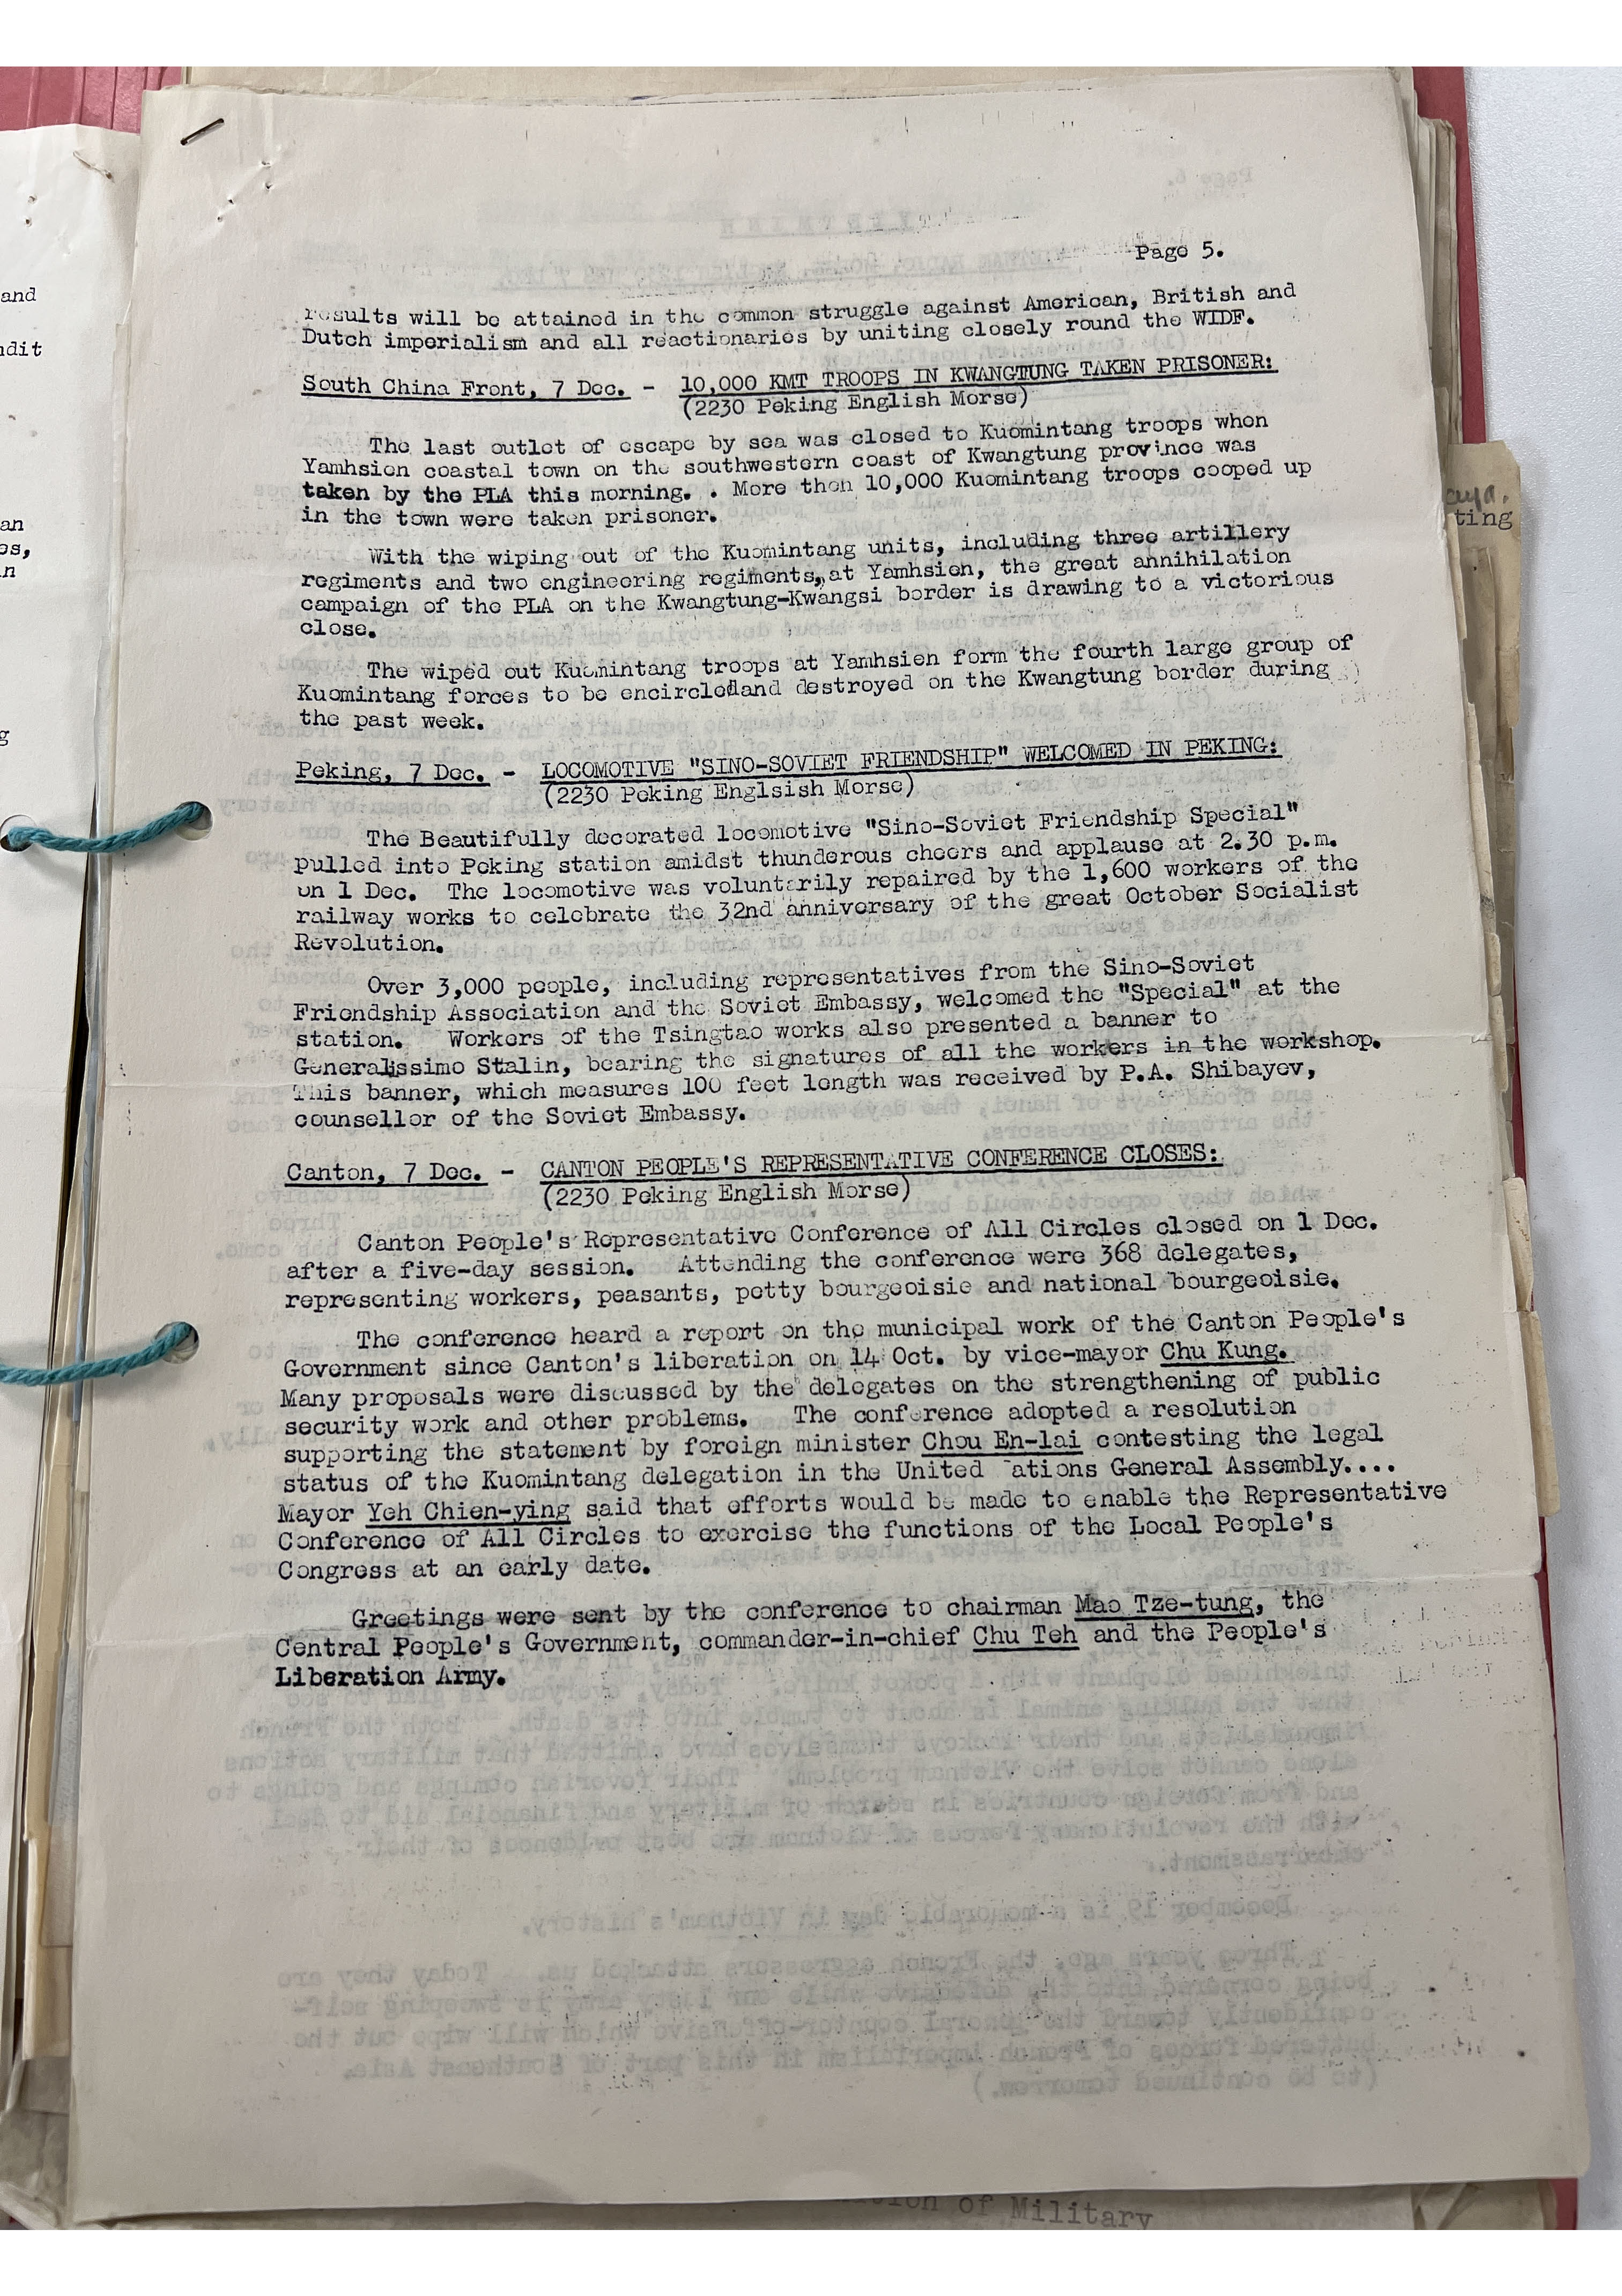 Page 5.
results will be attained in the common struggle against American, British and
Dutch imperialism and all reactionaries by uniting closely round the WIDF.
South China Front, 7 Dec. - 10,000 KMT TROOPS IN KWANGTUNG TAKEN PRISONER:
(2230 Peking English Morse)
The last outlet of escape by sea was closed to Kuomintang troops when
Yamhsien coastal town on the southwestern coast of Kwangtung province was
taken by the PLA this morning. . More then 10,000 Kuomintang troops cooped up
in the town were taken prisoner.
With the wiping out of the Kuomintang units, including three artillery
regiments and two engineering regiments, at Yamhsien, the great annihilation
campaign of the PLA on the Kwangtung-Kwangsi border is drawing to a victorious
close.
The wiped out Kuomintang troops at Yamhsien form the fourth large group of
Kuomintang forces to be encircled and destroyed on the Kwangtung border during
the past week.
Peking, 7 Dec. - LOCOMOTIVE "SINO-SOVIET FRIENDSHIP" WELCOMED IN PEKING:
(2230 Peking Englsish Morse)
The Beautifully decorated locomotive "Sino-Soviet Friendship Special"
pulled into Peking station amidst thunderous cheers and applause at 2.30 p.m.
on 1 Dec. The locomotive was voluntarily repaired by the 1,600 workers of the
railway works to celebrate the 32nd anniversary of the great October Socialist
Revolution.
Over 3,000 people, including representatives from the Sino-Soviet
Friendship Association and the Soviet Embassy, welcomed the "Special" at the
station. Workers of the Tsingtao works also presented a banner to
Generalissimo Stalin, bearing the signatures of all the workers in the workshop.
This banner, which measures 100 feet length was received by P.A. Shibayev,
counsellor of the Soviet Embassy.
Canton, 7 Dec. - CANTON PEOPLE'S REPRESENTATIVE CONFERENCE CLOSES:
(2230 Peking English Morse)
Canton People's Representative Conference of All Circles closed on 1 Dec.
after a five-day session. Attending the conference were 368 delegates,
representing workers, peasants, petty bourgeoisie and national bourgeoisie.
The conference heard a report on the municipal work of the Canton People's
Government since Canton's liberation on 14 Oct. by vice-mayor Chu Kung.
Many proposals were discussed by the delegates on the strengthening of public
security work and other problems. The conference adopted a resolution
supporting the statement by foreign minister Chou En-lai contesting the legal
status of the Kuomintang delegation in the United ations General Assembly....
Mayor Yeh Chien-ying said that efforts would be made to enable the Representative
Conference of All Circles to exercise the functions of the Local People's
Congress at an early date.
Greetings were sent by the conference to chairman Mao Tze-tung, the
Central People's Government, commander-in-chief Chu Teh and the People's
Liberation Army.
of Military